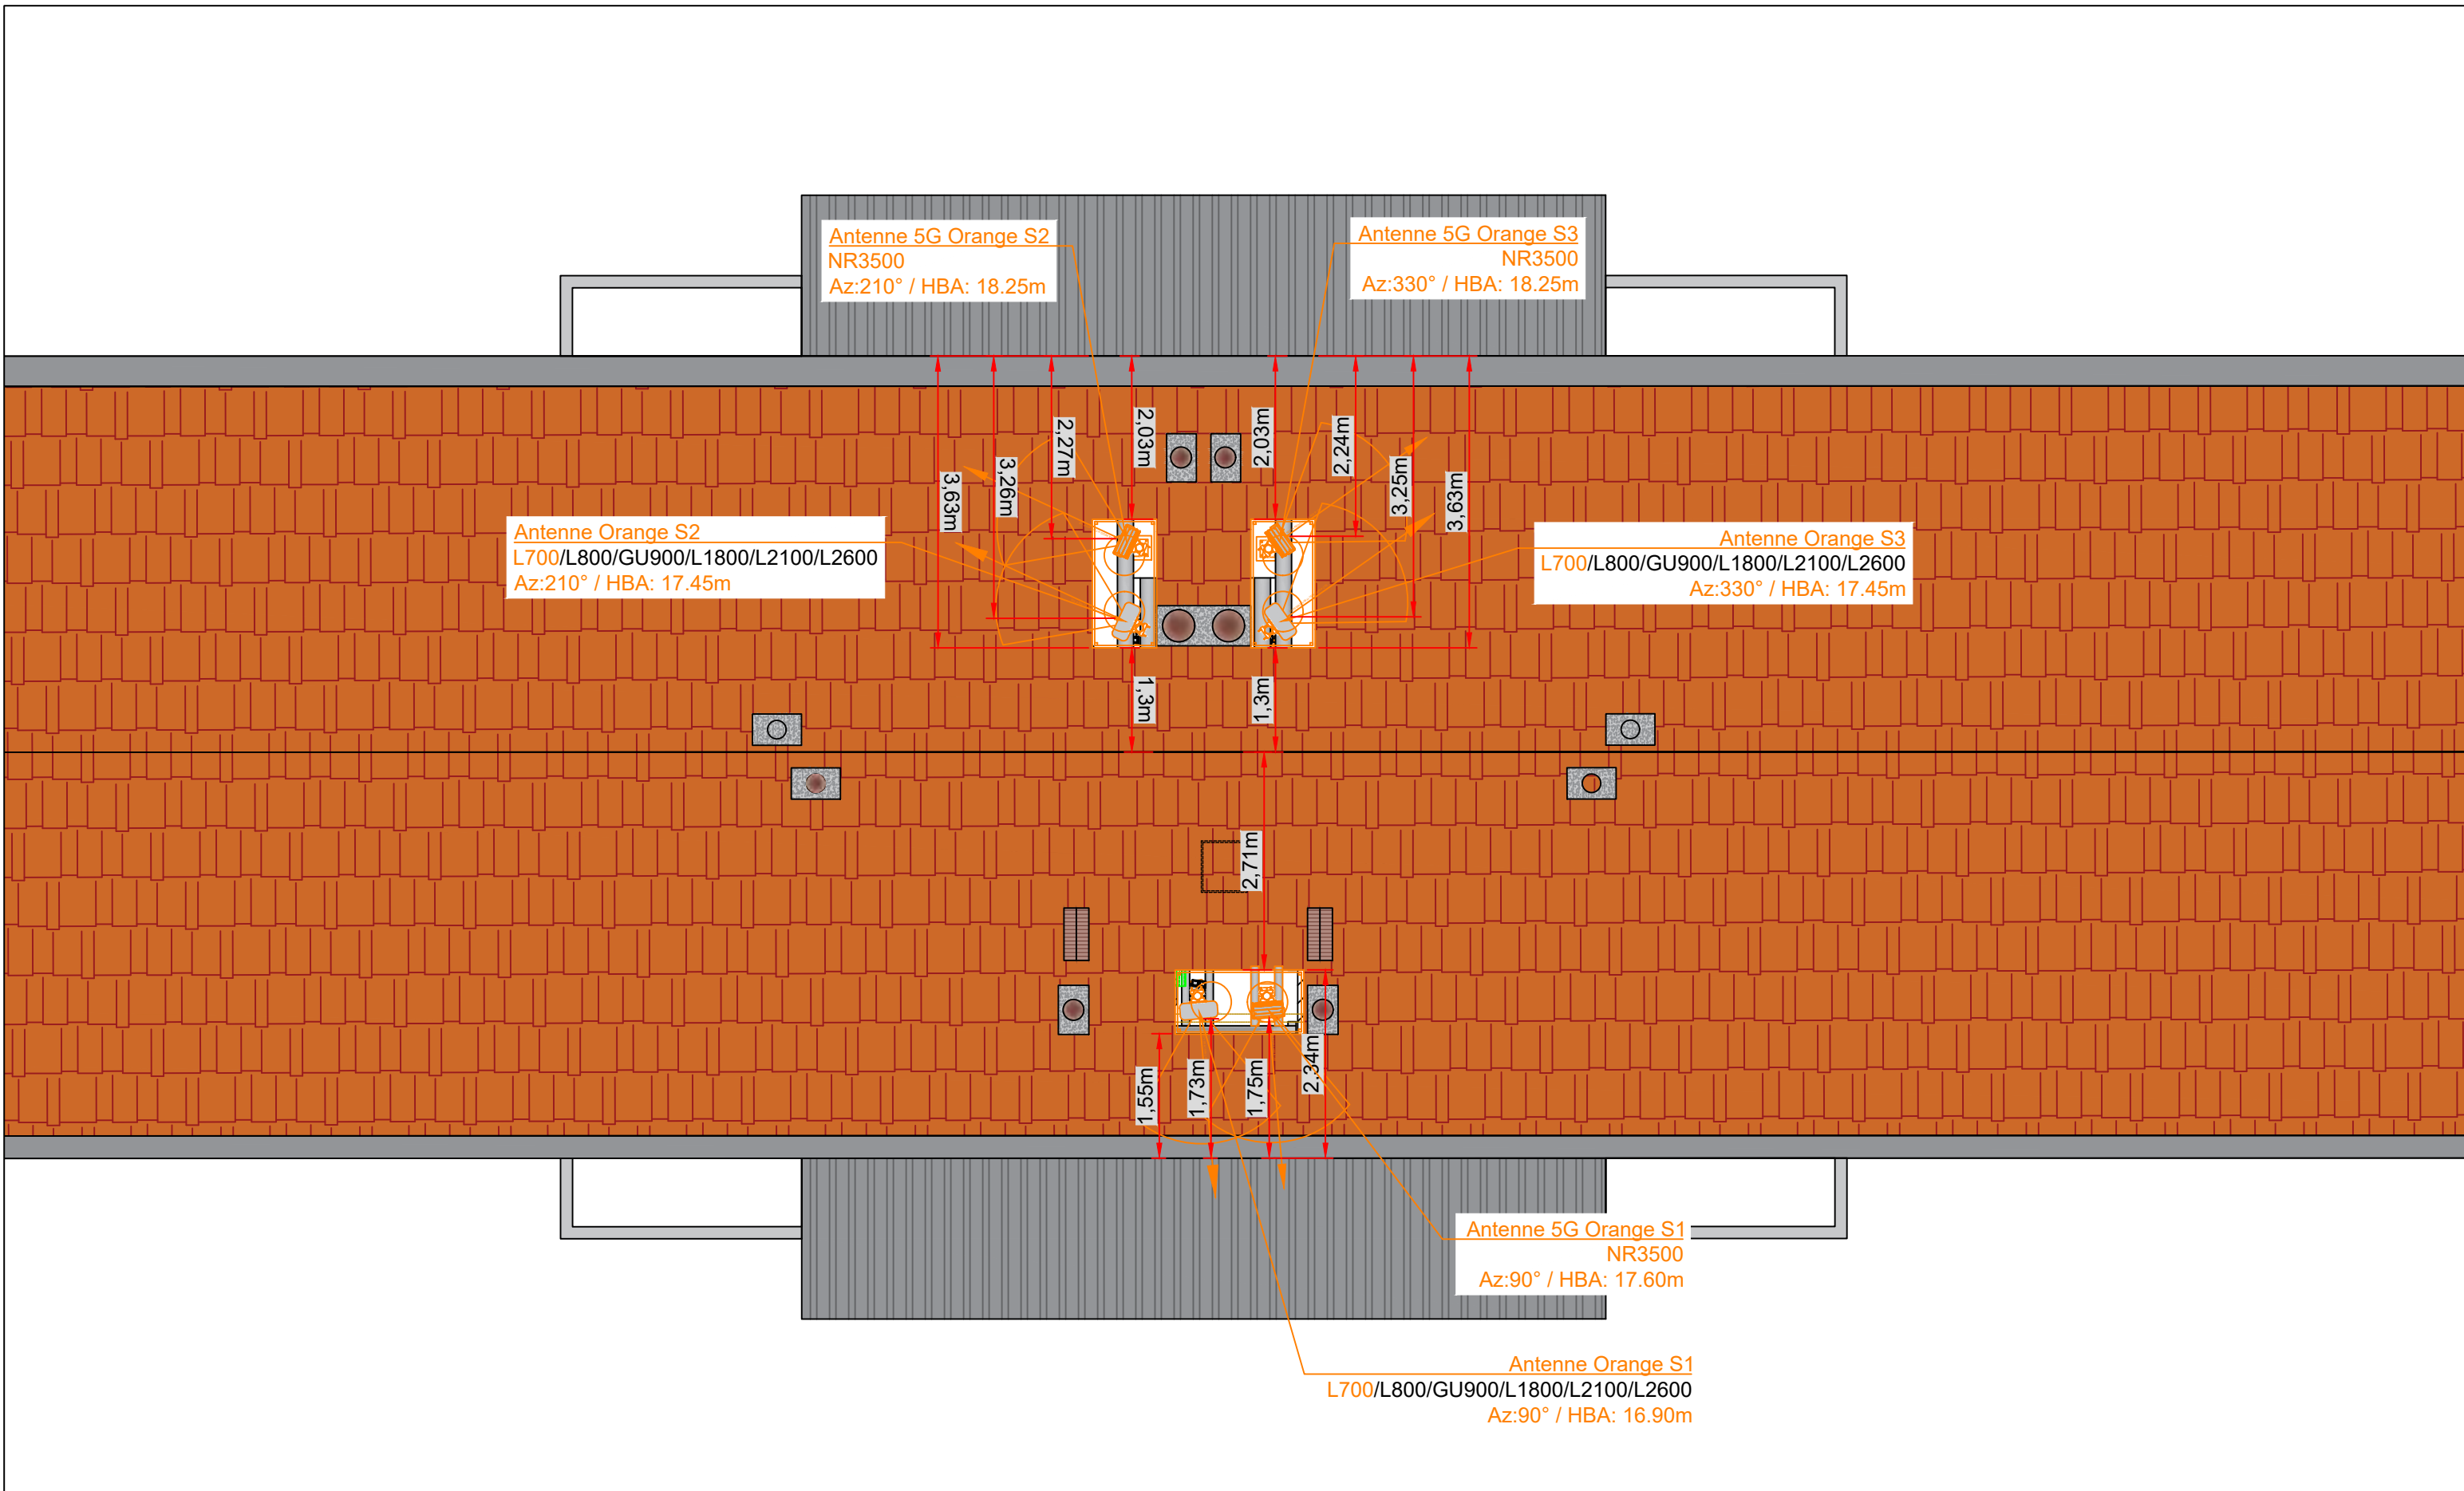 Antenne 5G Orange S2
NR3500
Az:210° / HBA: 18.25m
Antenne 5G Orange S3
NR3500
Az:330° / HBA: 18.25m
3,63m
3,26m
2,27m
2,03m
2,03m
2,24m
3,25m
3,63m
Antenne Orange S2
L700/L800/GU900/L1800/L2100/L2600
Az:210° / HBA: 17.45m
Antenne Orange S3
L700/L800/GU900/L1800/L2100/L2600
Az:330° / HBA: 17.45m
1,3m
1,3m
2,71m
1,55m
1,73m
1,75m
2,34m
Antenne 5G Orange S1
NR3500
Az:90° / HBA: 17.60m
Antenne Orange S1
L700/L800/GU900/L1800/L2100/L2600
Az:90° / HBA: 16.90m